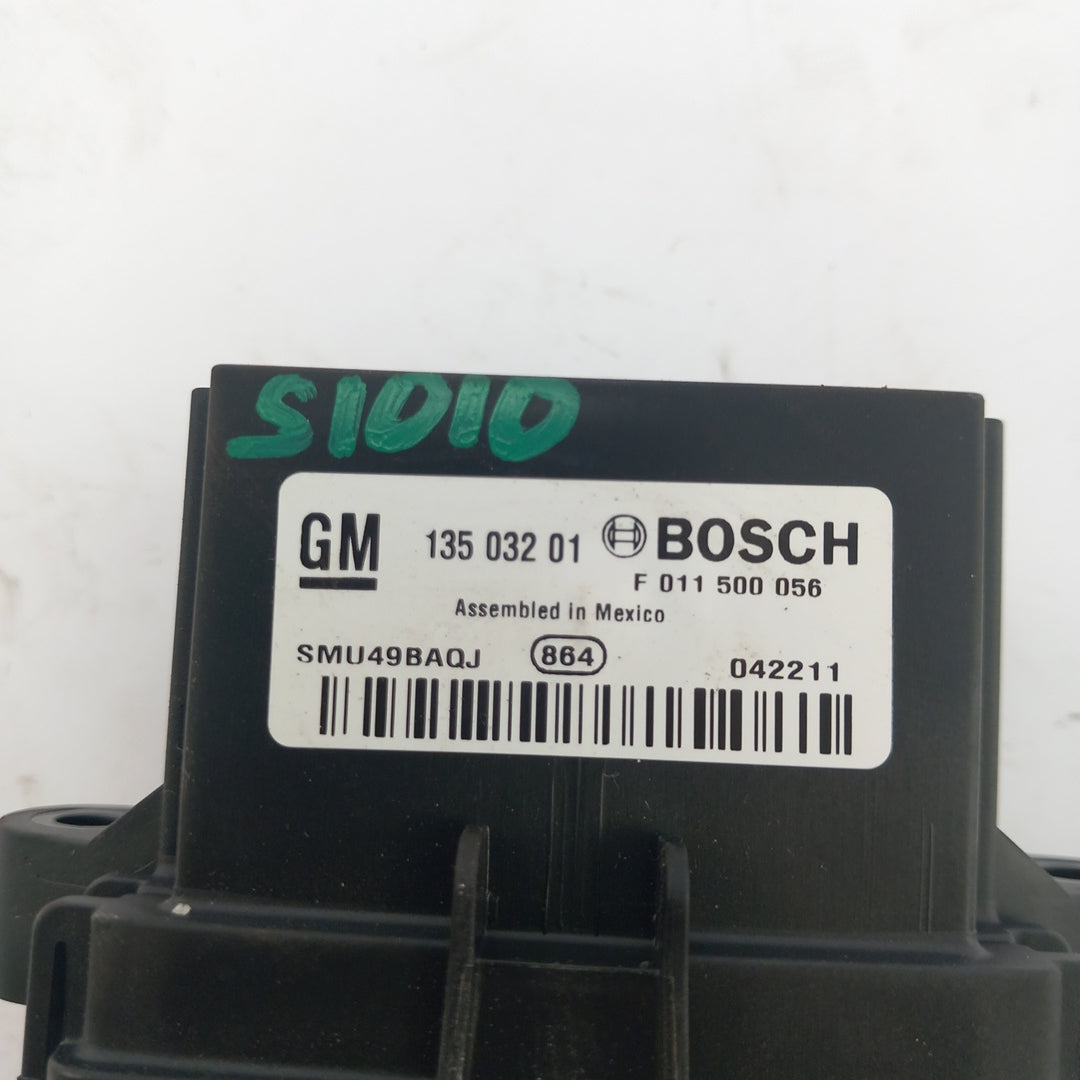 S1010
GM 135 032 01 BOSCH
F 011 500 056
Assembled in Mexico
SMU49BAQJ 864 042211